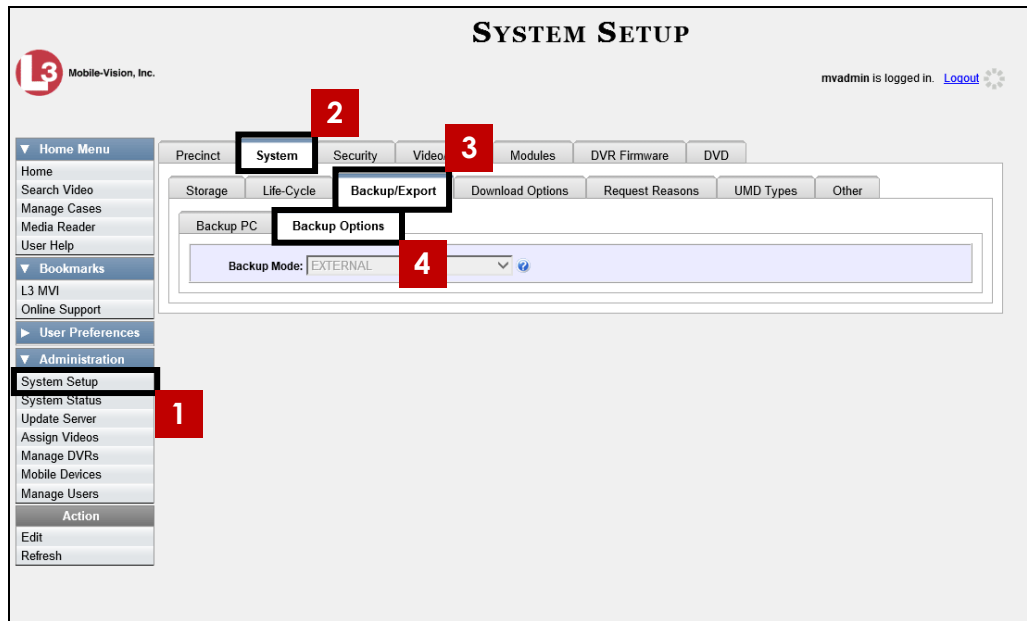 SYSTEM SETUP
L3 Mobile-Vision, Inc.
mvadmin is logged in. Logout
2
3
Precinct System Security Video/ Modules DVR Firmware DVD
Storage Life-Cycle Backup/Export Download Options Request Reasons UMD Types Other
Backup PC Backup Options
Backup Mode: EXTERNAL
4
Home Menu
Home
Search Video
Manage Cases
Media Reader
User Help
Bookmarks
L3 MVI
Online Support
User Preferences
Administration
System Setup
1
System Status
Update Server
Assign Videos
Manage DVRs
Mobile Devices
Manage Users
Action
Edit
Refresh